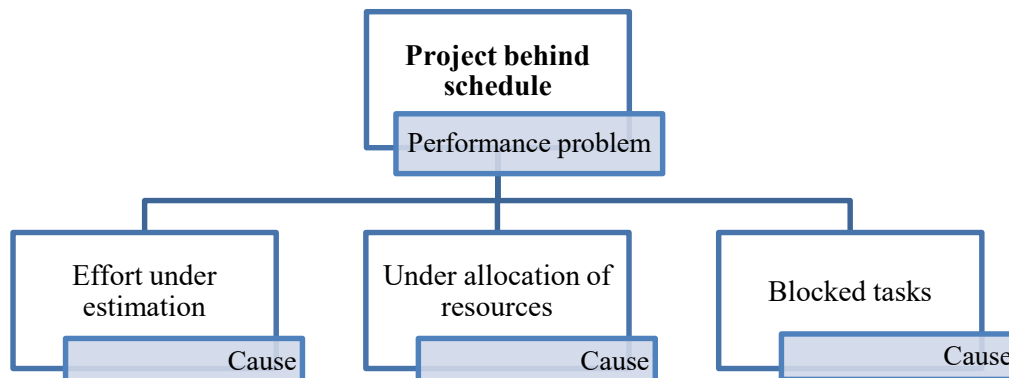 Project behind
schedule
Performance problem
Effort under
estimation
Cause
Under allocation of
resources
Cause
Blocked tasks
Cause